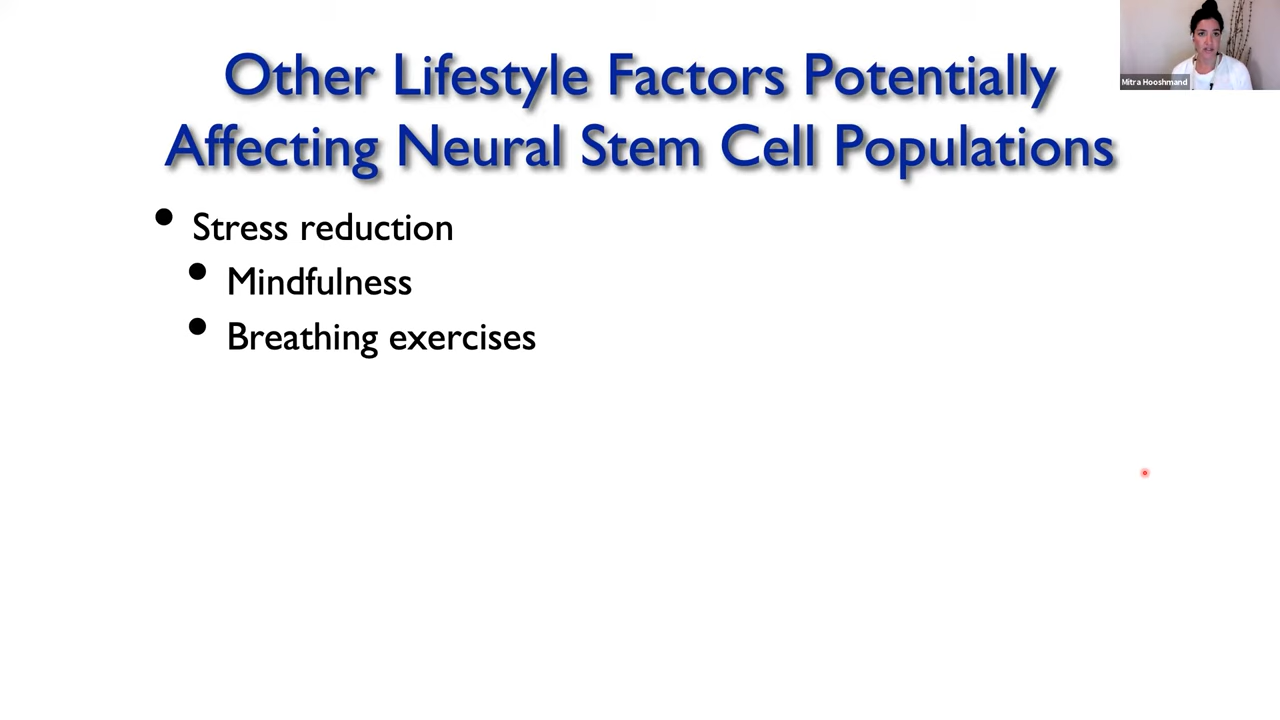 Other Lifestyle Factors Potentially
Affecting Neural Stem Cell Populations
Mitra Hooshmand
• Stress reduction
• Mindfulness
• Breathing exercises